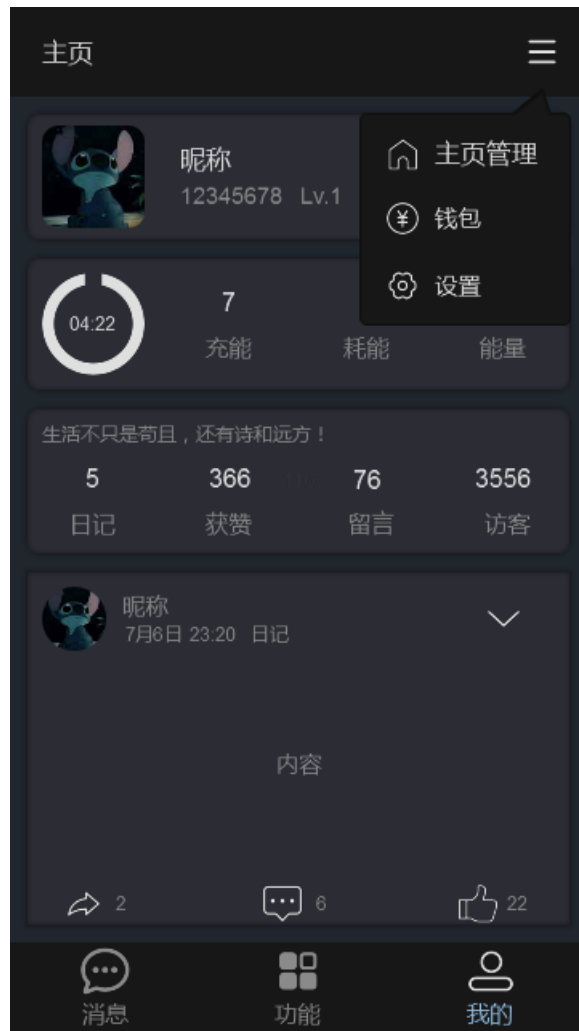 主页
主页管理
昵称
12345678 Lv.1
钱包
设置
04:22
7
充能
耗能
能量
生活不只是苟且，还有诗和远方！
5 366 76 3556
日记 获赞 留言 访客
昵称
7月6日 23:20 日记
内容
2 6 22
消息 功能 我的